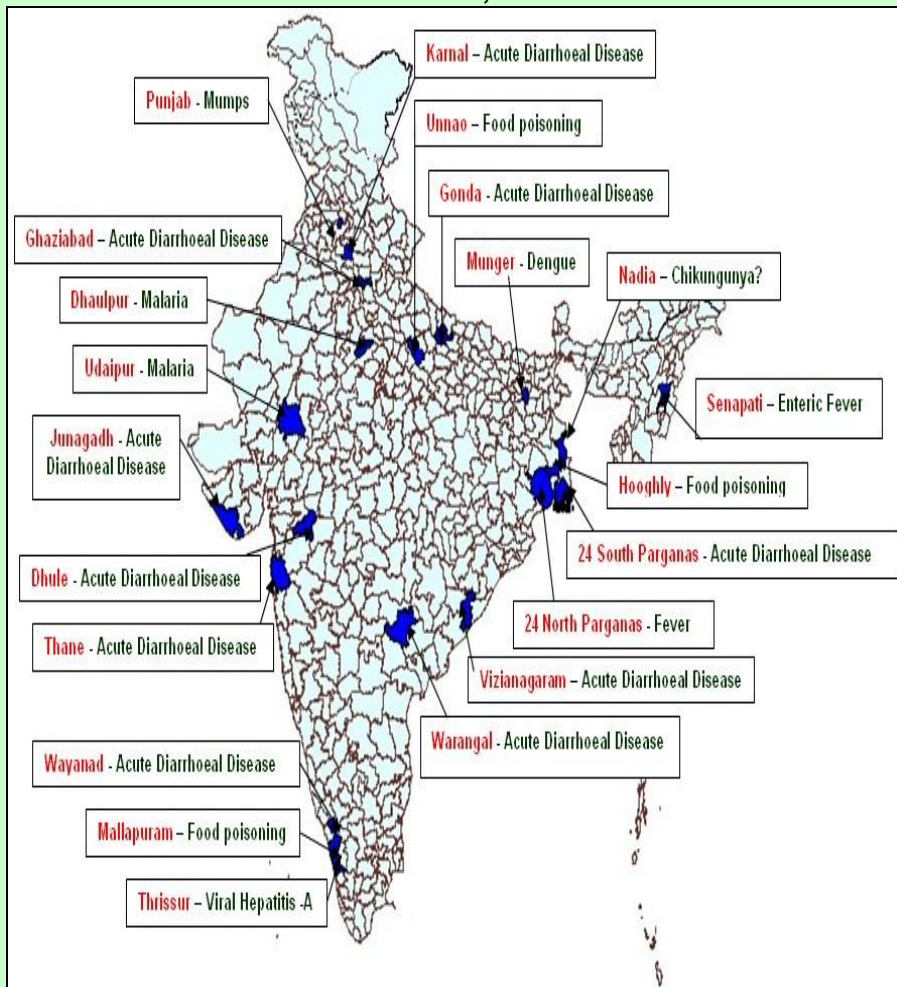 Karnal – Acute Diarrhoeal Disease
Punjab - Mumps
Unnao – Food poisoning
Gonda - Acute Diarrhoeal Disease
Ghaziabad – Acute Diarrhoeal Disease
Munger - Dengue
Nadia – Chikungunya?
Dhaulpur - Malaria
Udaipur - Malaria
Senapati – Enteric Fever
Junagadh - Acute
Diarrhoeal Disease
Hooghly – Food poisoning
24 South Parganas - Acute Diarrhoeal Disease
Dhule - Acute Diarrhoeal Disease
24 North Parganas - Fever
Thane - Acute Diarrhoeal Disease
Vizianagaram – Acute Diarrhoeal Disease
Warangal - Acute Diarrhoeal Disease
Wayanad - Acute Diarrhoeal Disease
Mallapuram – Food poisoning
Thrissur – Viral Hepatitis -A